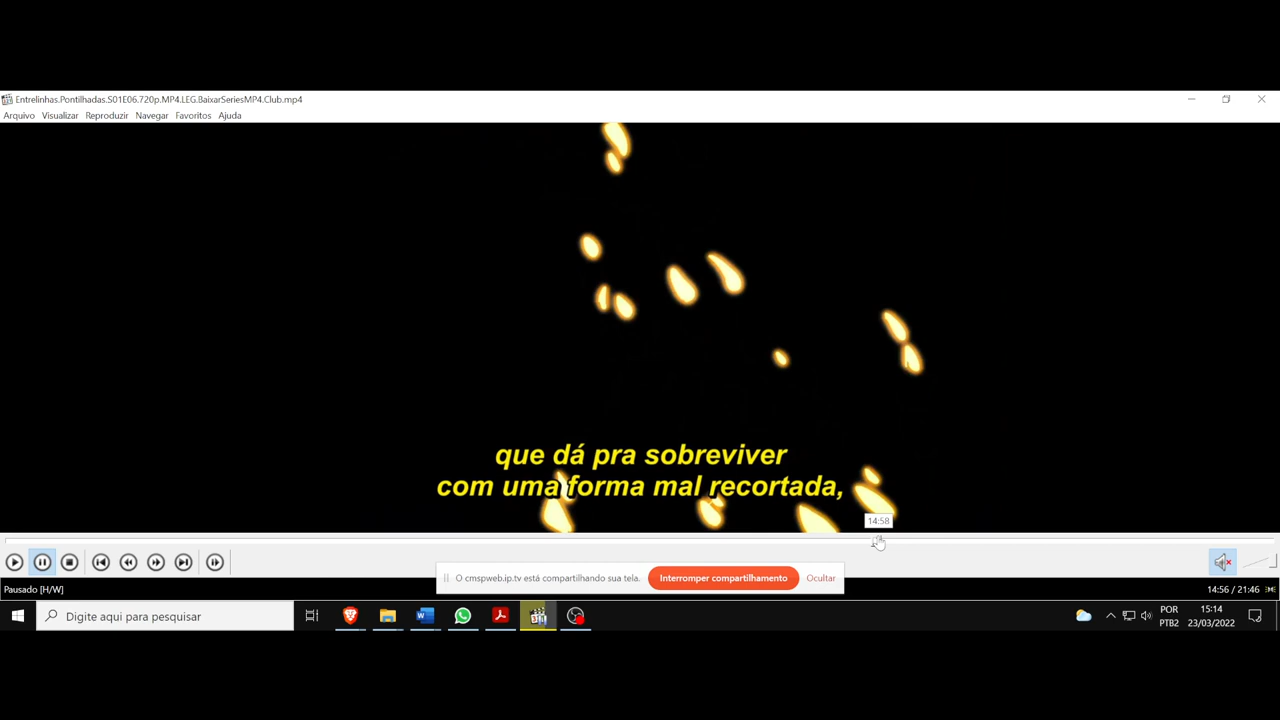 Entrelinhas.Pontilhadas.S01E06.720p.MP4.LEG.BaixarSeriesMP4.Club.mp4
Arquivo Visualizar Reproduzir Navegar Favoritos Ajuda
que dá pra sobreviver
com uma forma mal recortada,
14:58
O cmspweb.ip.tv está compartilhando sua tela. Interromper compartilhamento Ocultar
Pausado [H/W] 14:56 / 21:46
Digite aqui para pesquisar
POR 15:14
PTB2 23/03/2022